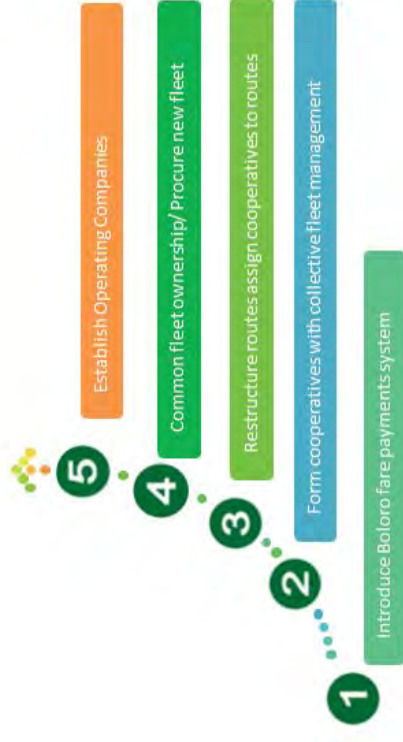 5
Establish Operating Companies
4
Common fleet ownership/ Procure new fleet
3
Restructure routes assign cooperatives to routes
2
Form cooperatives with collective fleet management
1
Introduce Boloro fare payments system